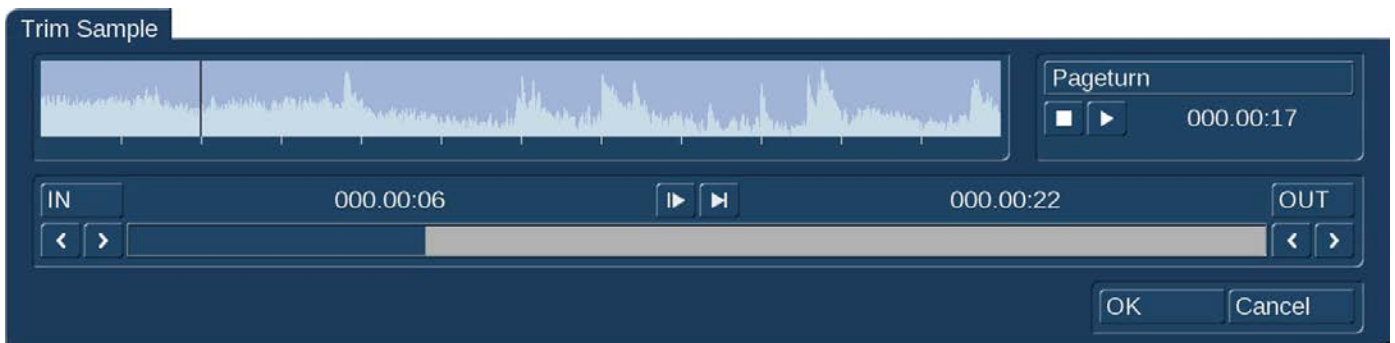 Trim Sample
Pageturn
000.00:17
IN
000.00:06
000.00:22
OUT
OK
Cancel